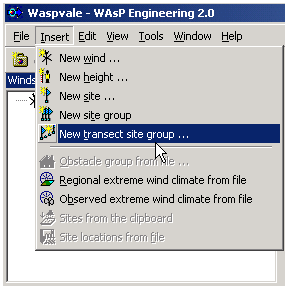 Waspvale - WAsP Engineering 2.0
File Insert Edit View Tools Window Help
Winds
New wind ...
New height ...
New site ...
New site group
New transect site group ...
Obstacle group from file ...
Regional extreme wind climate from file
Observed extreme wind climate from file
Sites from the clipboard
Site locations from file